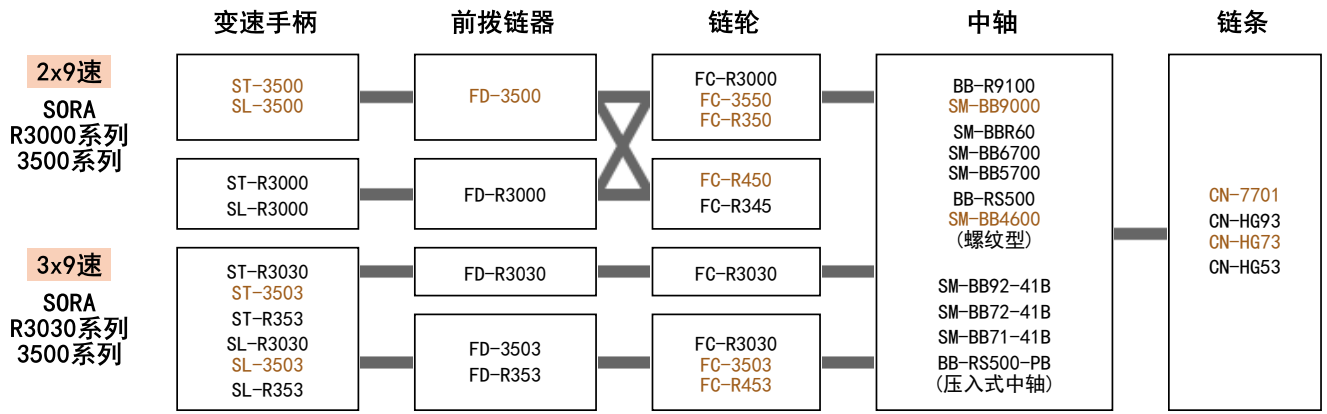 变速手柄
前拨链器
链轮
中轴
链条
2x9速
SORA
R3000系列
3500系列
ST-3500
SL-3500
FD-3500
FC-R3000
FC-3550
FC-R350
ST-R3000
SL-R3000
FD-R3000
FC-R450
FC-R345
3x9速
SORA
R3030系列
3500系列
ST-R3030
ST-3503
ST-R353
SL-R3030
SL-3503
SL-R353
FD-R3030
FC-R3030
FD-3503
FD-R353
FC-R3030
FC-3503
FC-R453
BB-R9100
SM-BB9000
SM-BBR60
SM-BB6700
SM-BB5700
BB-RS500
SM-BB4600
(螺纹型)
SM-BB92-41B
SM-BB72-41B
SM-BB71-41B
BB-RS500-PB
(压入式中轴)
CN-7701
CN-HG93
CN-HG73
CN-HG53